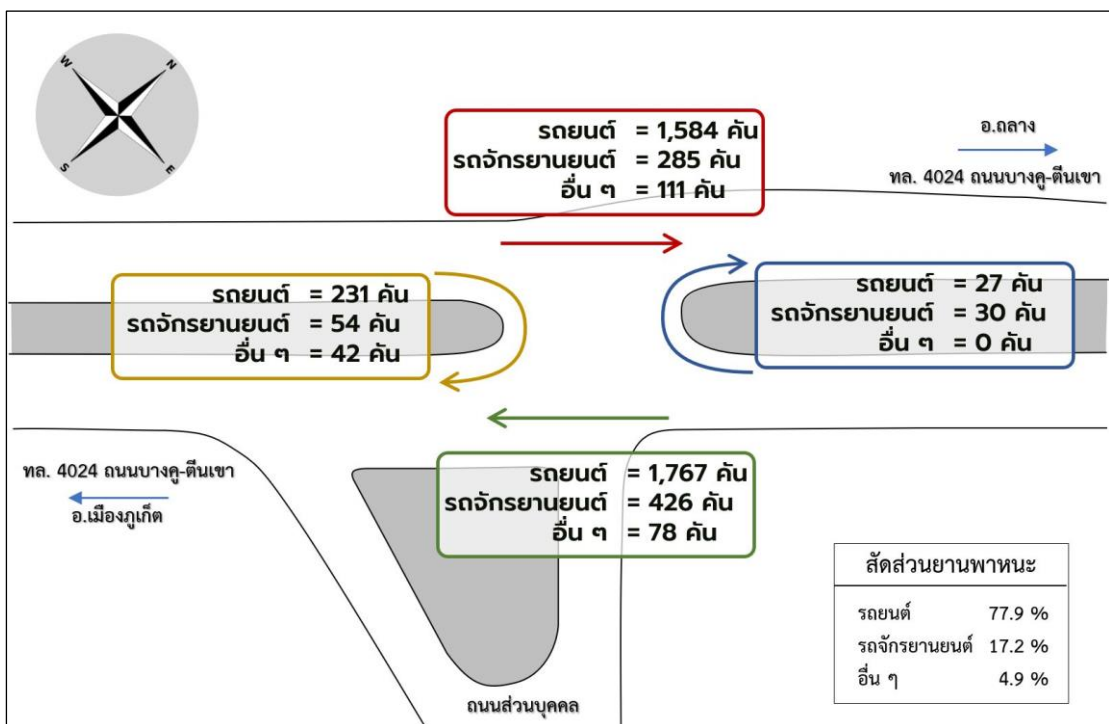 W
N
S
E
รถยนต์ = 1,584 คัน
รถจักรยานยนต์ = 285 คัน
อื่น ๆ = 111 คัน
อ.ถลาง
ทล. 4024 ถนนบางคู-ตีนเขา
รถยนต์ = 231 คัน
รถจักรยานยนต์ = 54 คัน
อื่น ๆ = 42 คัน
รถยนต์ = 27 คัน
รถจักรยานยนต์ = 30 คัน
อื่น ๆ = 0 คัน
ทล. 4024 ถนนบางคู-ตีนเขา
อ.เมืองภูเก็ต
รถยนต์ = 1,767 คัน
รถจักรยานยนต์ = 426 คัน
อื่น ๆ = 78 คัน
สัดส่วนยานพาหนะ
รถยนต์ 77.9 %
รถจักรยานยนต์ 17.2 %
อื่น ๆ 4.9 %
ถนนส่วนบุคคล